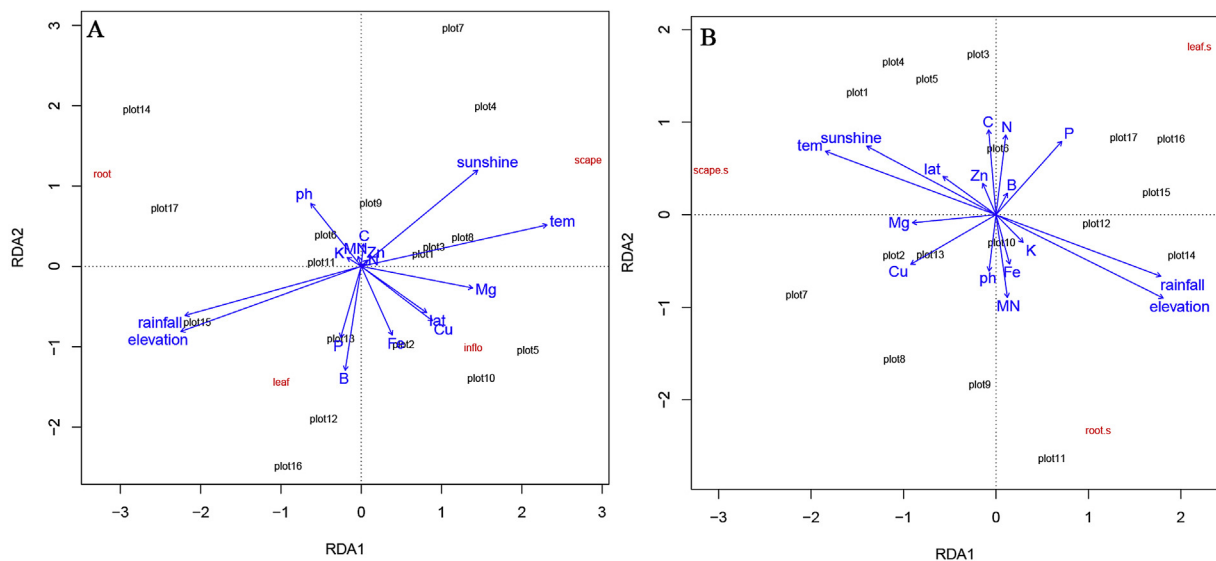 A
plot7
plot14
plot4
sunshine
scape
root
ph
plot9
plot17
tem
C
plot6
plot8
MN
plot3
K
Zn
N
plot1
plot11
Mg
rainfall
plot15
lat
Cu
elevation
plot13
P
Fe
plot2
inflo
plot5
leaf
B
plot10
plot12
plot16
3
2
1
0
−1
−2
−3
−2
−1
0
1
2
3
RDA2
RDA1
B
leaf.s
plot3
plot4
plot5
plot1
C
N
P
sunshine
plot17
plot16
tem
plot6
scape.s
lat
Zn
B
plot15
Mg
plot12
plot10
K
plot2
plot13
plot14
Cu
ph
Fe
rainfall
plot7
MN
elevation
plot8
plot9
root.s
plot11
2
1
0
−1
−2
−3
−2
−1
0
1
2
RDA2
RDA1